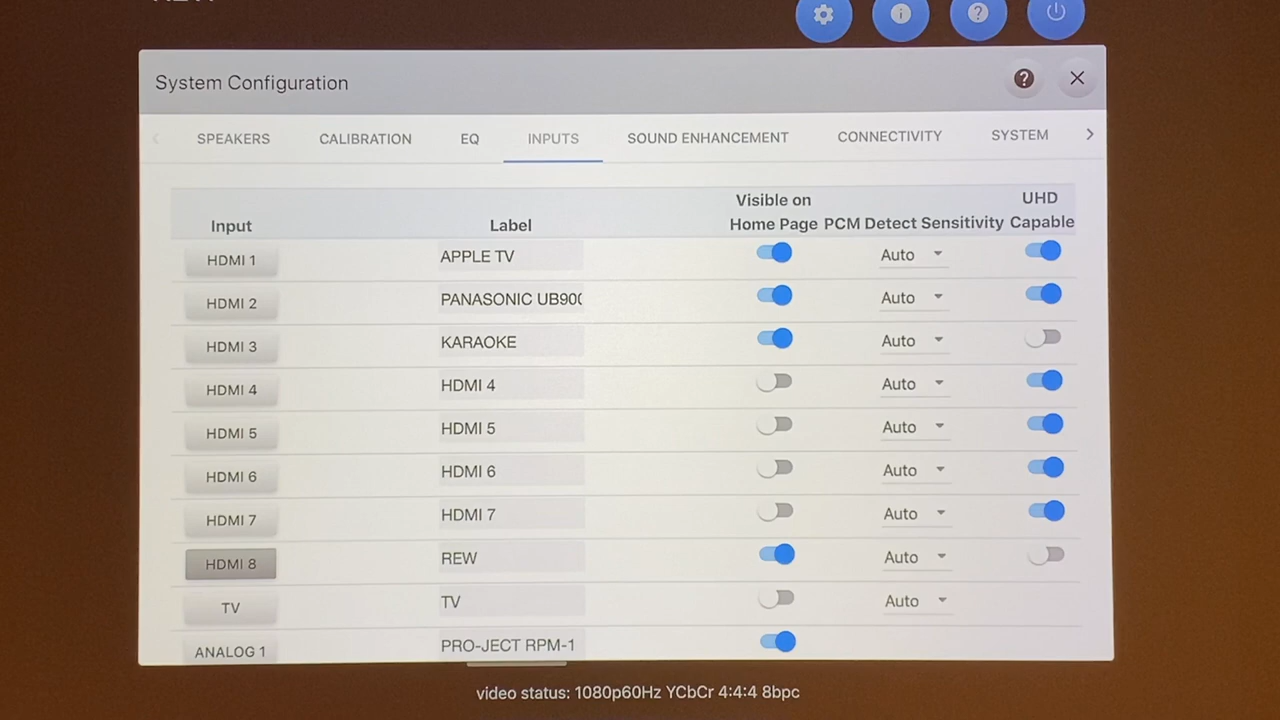 System Configuration
SPEAKERS CALIBRATION EQ INPUTS SOUND ENHANCEMENT CONNECTIVITY SYSTEM
Input Label Visible on Home Page PCM Detect Sensitivity UHD Capable
HDMI 1 APPLE TV Auto
HDMI 2 PANASONIC UB900 Auto
HDMI 3 KARAOKE Auto
HDMI 4 HDMI 4 Auto
HDMI 5 HDMI 5 Auto
HDMI 6 HDMI 6 Auto
HDMI 7 HDMI 7 Auto
HDMI 8 REW Auto
TV TV Auto
ANALOG 1 PRO-JECT RPM-1
video status: 1080p60Hz YCbCr 4:4:4 8bpc